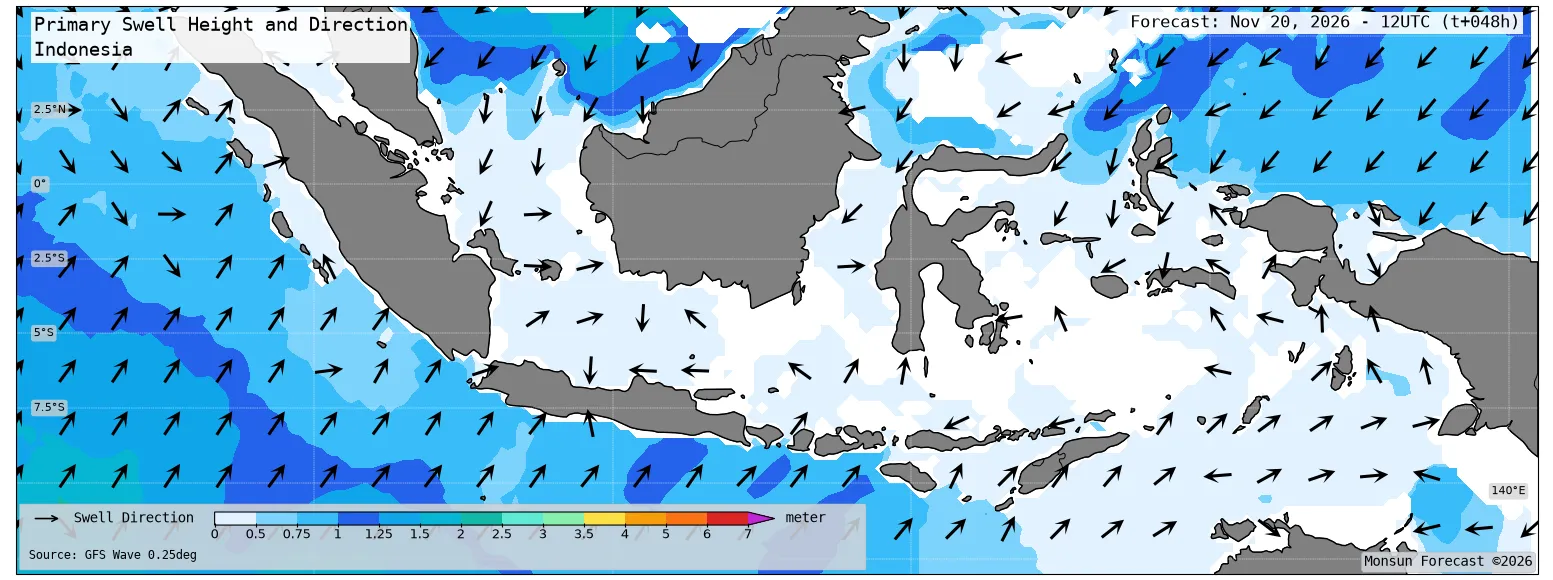 Primary Swell Height and Direction
Indonesia
Forecast: Nov 20, 2026 - 12UTC (t+048h)
2.5°N
0°
2.5°S
5°S
7.5°S
140°E
Swell Direction
meter
0 0.5 0.75 1 1.25 1.5 2 2.5 3 3.5 4 5 6 7
Source: GFS Wave 0.25deg
Monsun Forecast ©2026